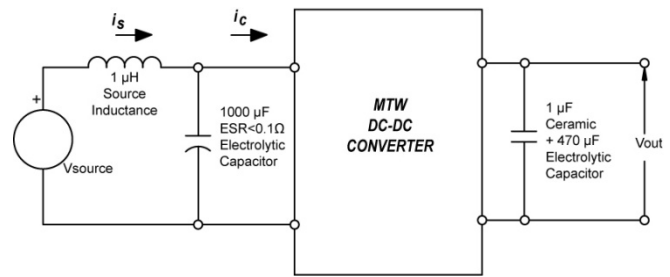 is
ic
+
1 µH
Source
Inductance
Vsource
1000 µF
ESR<0.1Ω
Electrolytic
Capacitor
MTW
DC-DC
CONVERTER
1 µF
Ceramic
+ 470 µF
Electrolytic
Capacitor
Vout